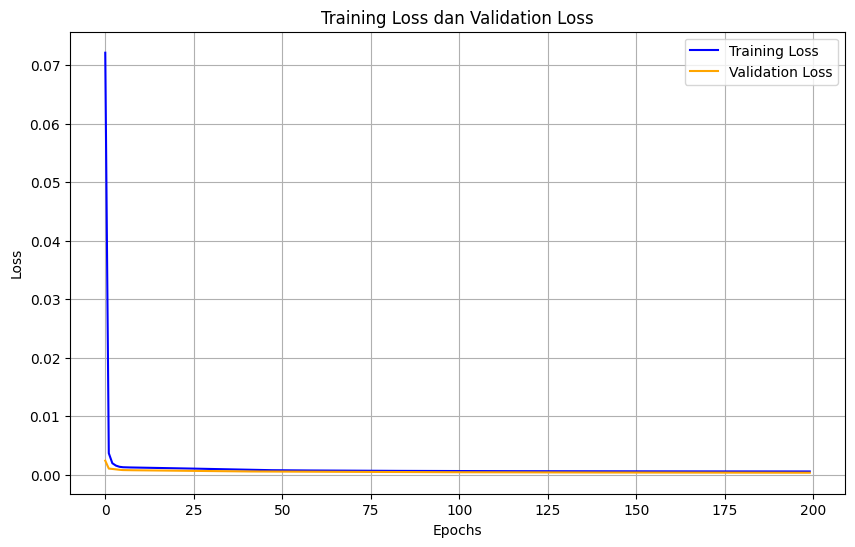 Training Loss dan Validation Loss
Training Loss
Validation Loss
0.07
0.06
0.05
0.04
0.03
0.02
0.01
0.00
Loss
0 25 50 75 100 125 150 175 200
Epochs